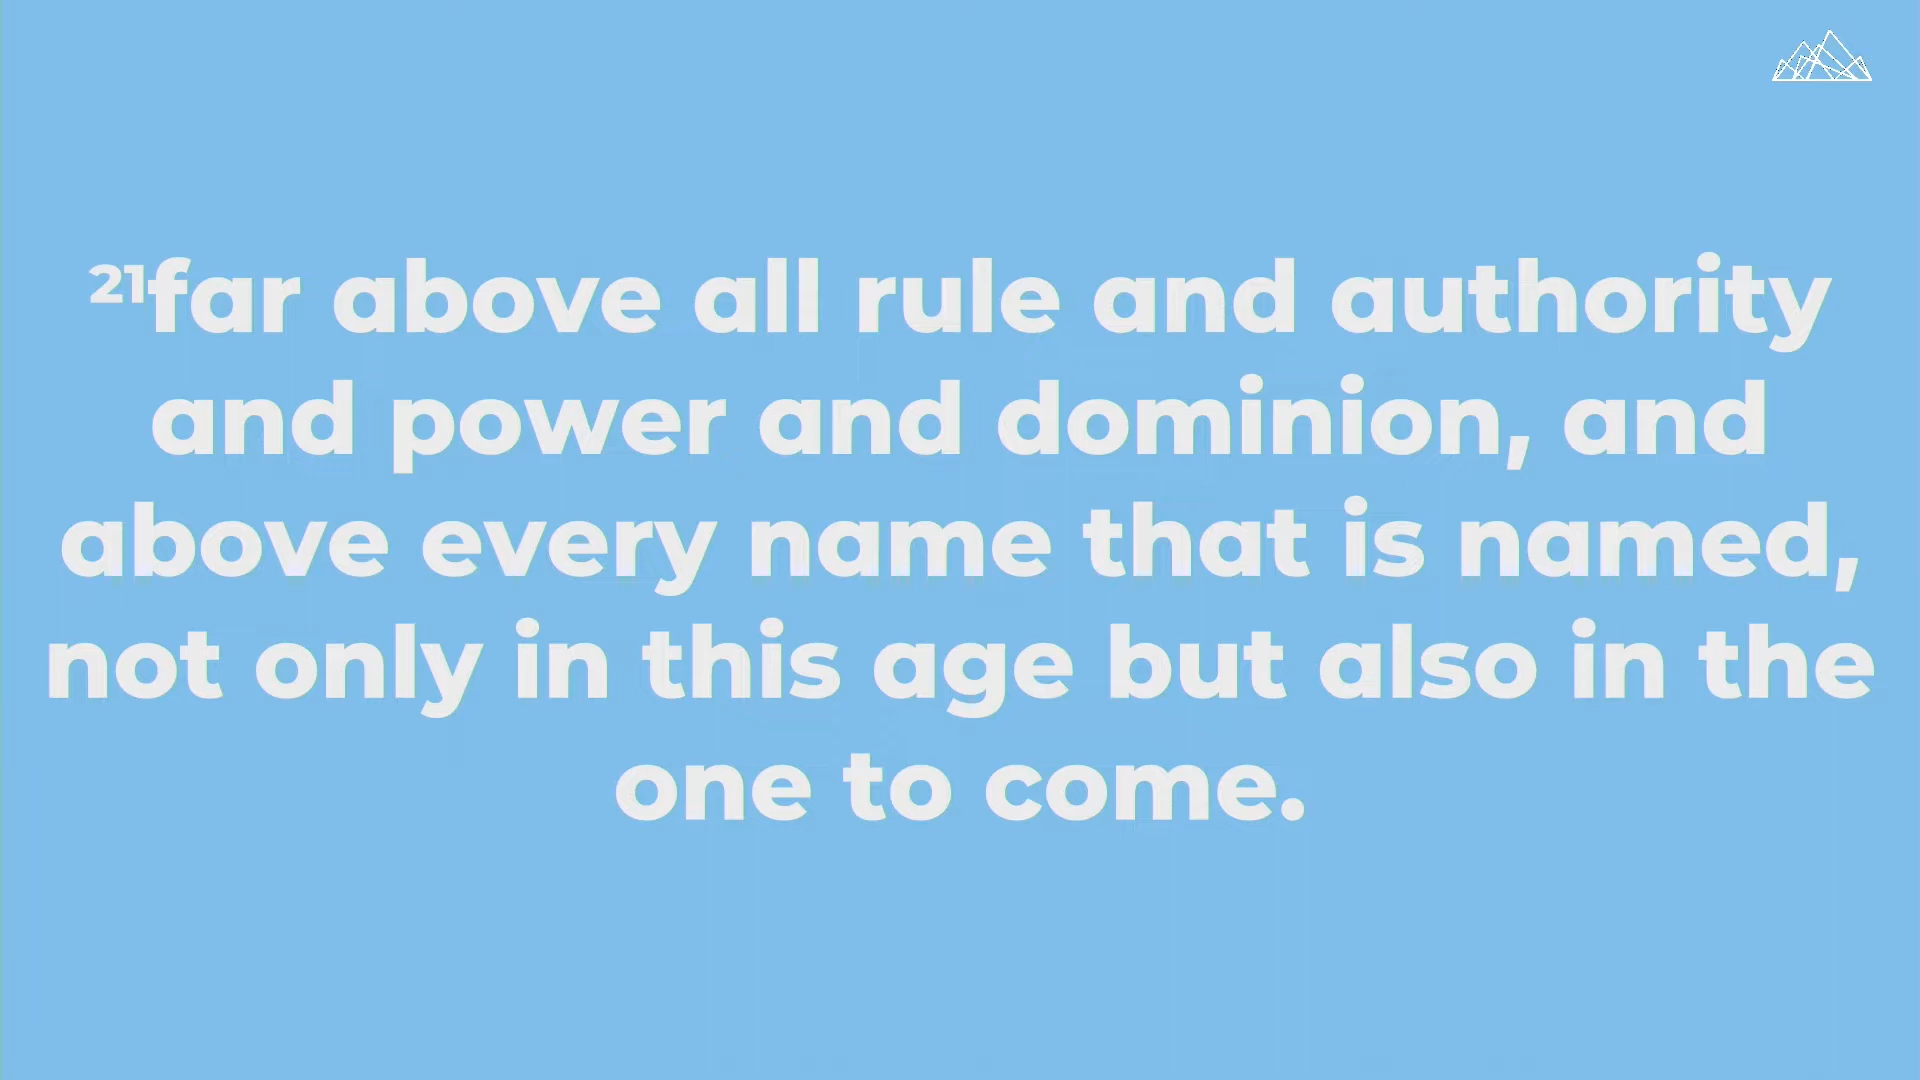 ²¹far above all rule and authority
and power and dominion, and
above every name that is named,
not only in this age but also in the
one to come.